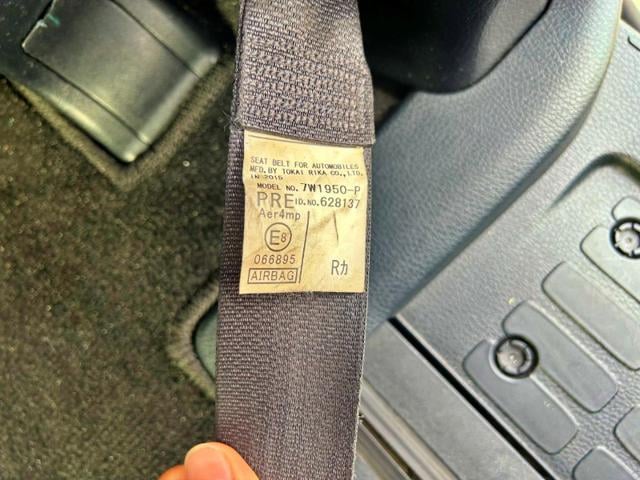 SEAT BELT FOR AUTOMOBILES
MFD. BY TOKAI RIKA CO., LTD.
IN 2015
MODEL NO. 7W1950-P
PRE ID.NO. 628137
Aer4mp
E8
066895
AIRBAG
Rカ